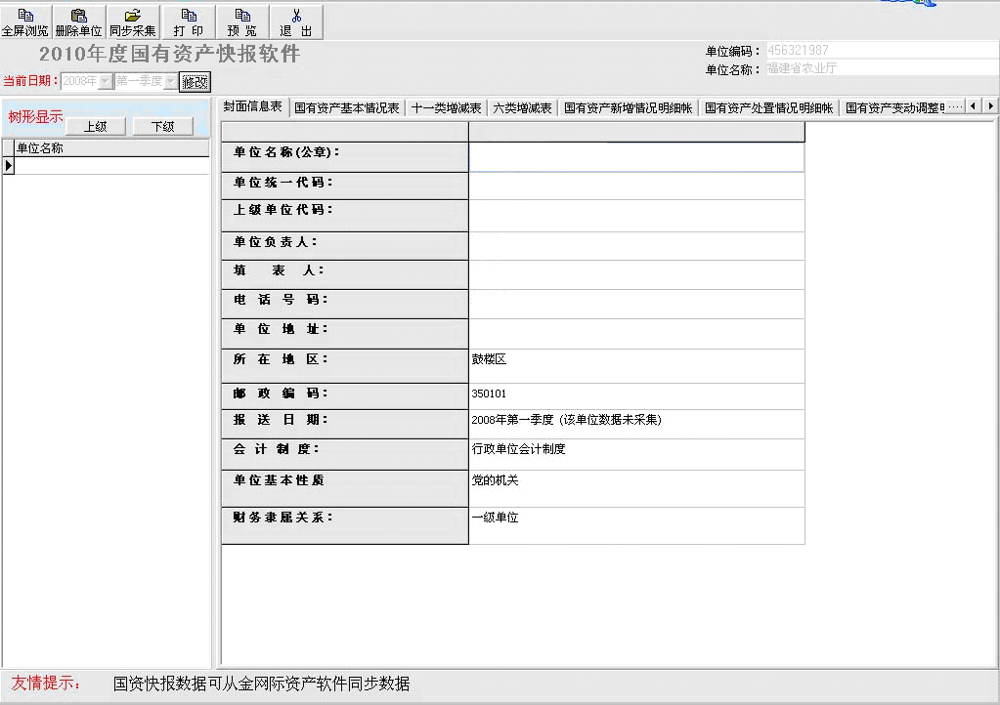 全屏浏览 删除单位 同步采集 打 印 预 览 退 出
2010年度国有资产快报软件
单位编码： 456321987
单位名称： 福建省农业厅
当前日期： 2008年 第一季度 修改
树形显示 上级 下级
封面信息表 国有资产基本情况表 十一类增减表 六类增减表 国有资产新增情况明细帐 国有资产处置情况明细帐 国有资产变动调整
单位名称
单位名称(公章)：
单位统一代码：
上级单位代码：
单位负责人：
填 表 人：
电 话 号 码：
单 位 地 址：
所 在 地 区： 鼓楼区
邮 政 编 码： 350101
报 送 日 期： 2008年第一季度 (该单位数据未采集)
会 计 制 度： 行政单位会计制度
单位基本性质 党的机关
财务隶属关系： 一级单位
友情提示： 国资快报数据可从金网际资产软件同步数据